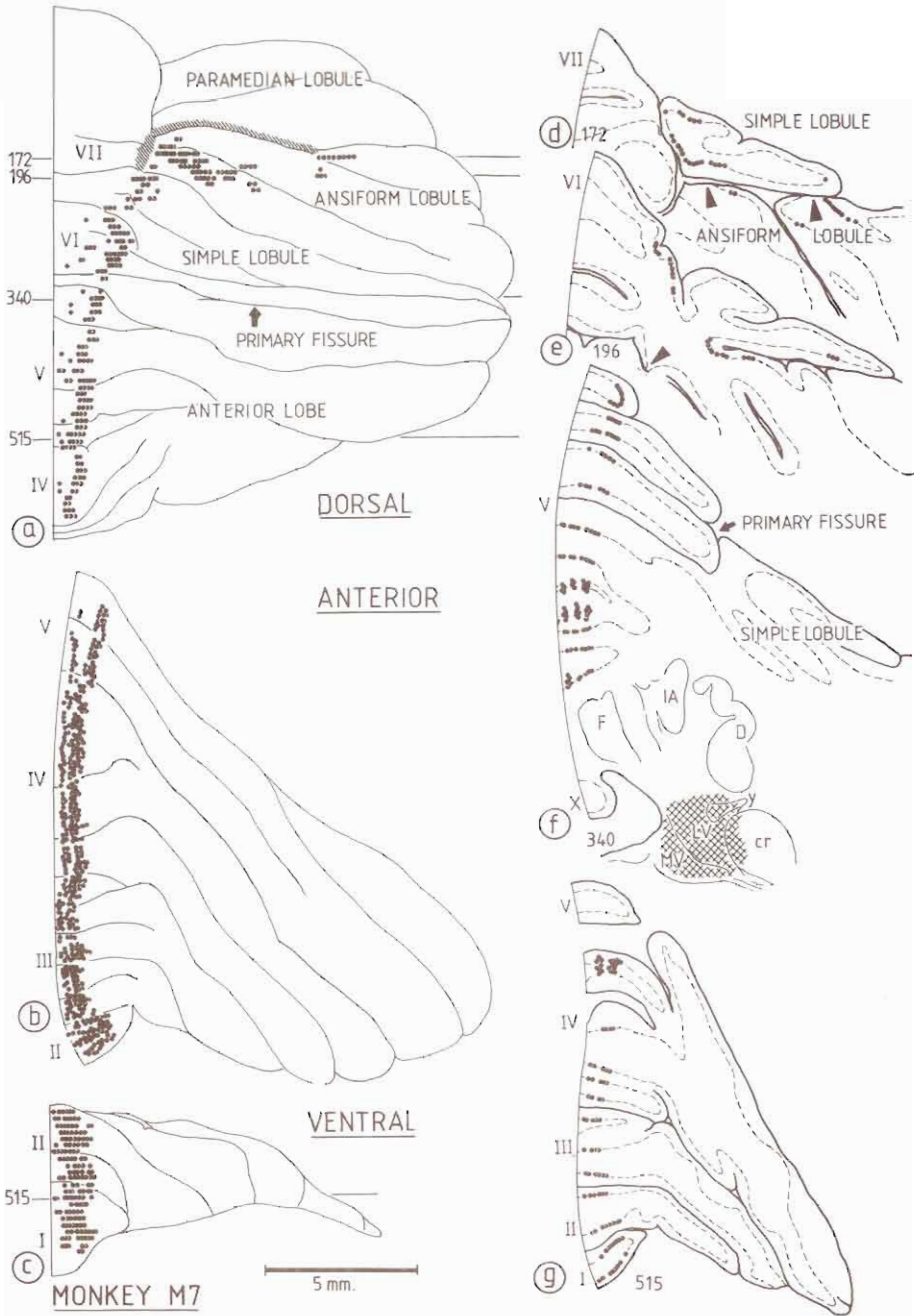 PARAMEDIAN LOBULE
VII
172
196
ANSIFORM LOBULE
VI
SIMPLE LOBULE
340
PRIMARY FISSURE
V
ANTERIOR LOBE
515
IV
a
DORSAL
ANTERIOR
V
IV
III
b
II
VENTRAL
II
515
I
c
5 mm.
MONKEY M7
VII
SIMPLE LOBULE
d
172
VI
ANSIFORM LOBULE
e
196
V
PRIMARY FISSURE
SIMPLE LOBULE
IA
F
D
X
y
LV
f
cr
340
MV
V
IV
III
II
g
I
515